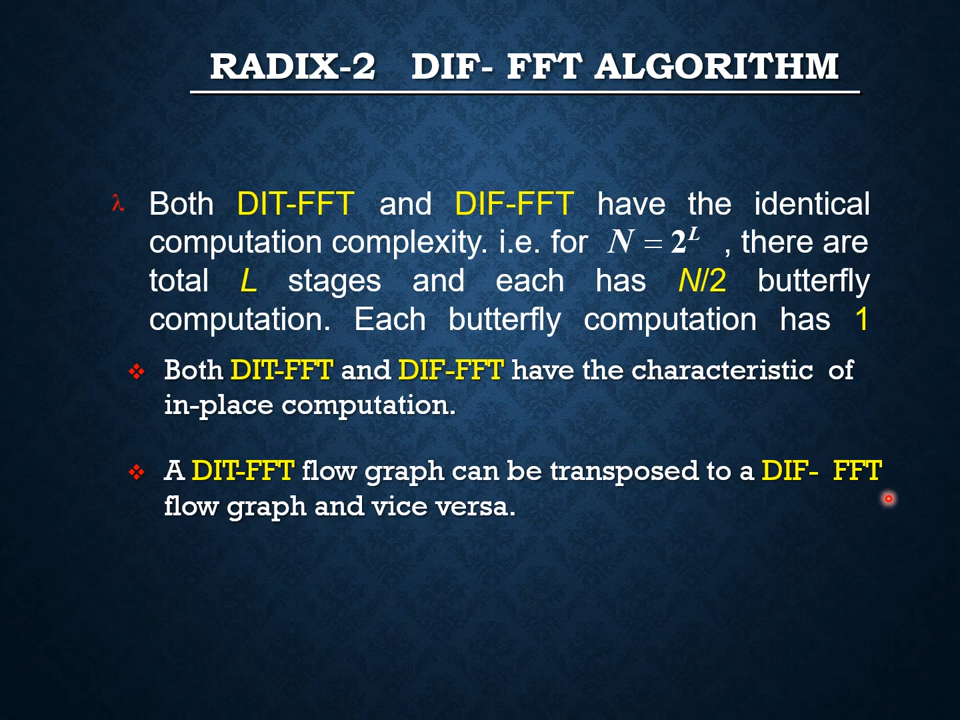 RADIX-2 DIF- FFT ALGORITHM
λ Both DIT-FFT and DIF-FFT have the identical
computation complexity. i.e. for N = 2^L , there are
total L stages and each has N/2 butterfly
computation. Each butterfly computation has 1
❖ Both DIT-FFT and DIF-FFT have the characteristic of
in-place computation.
❖ A DIT-FFT flow graph can be transposed to a DIF- FFT
flow graph and vice versa.